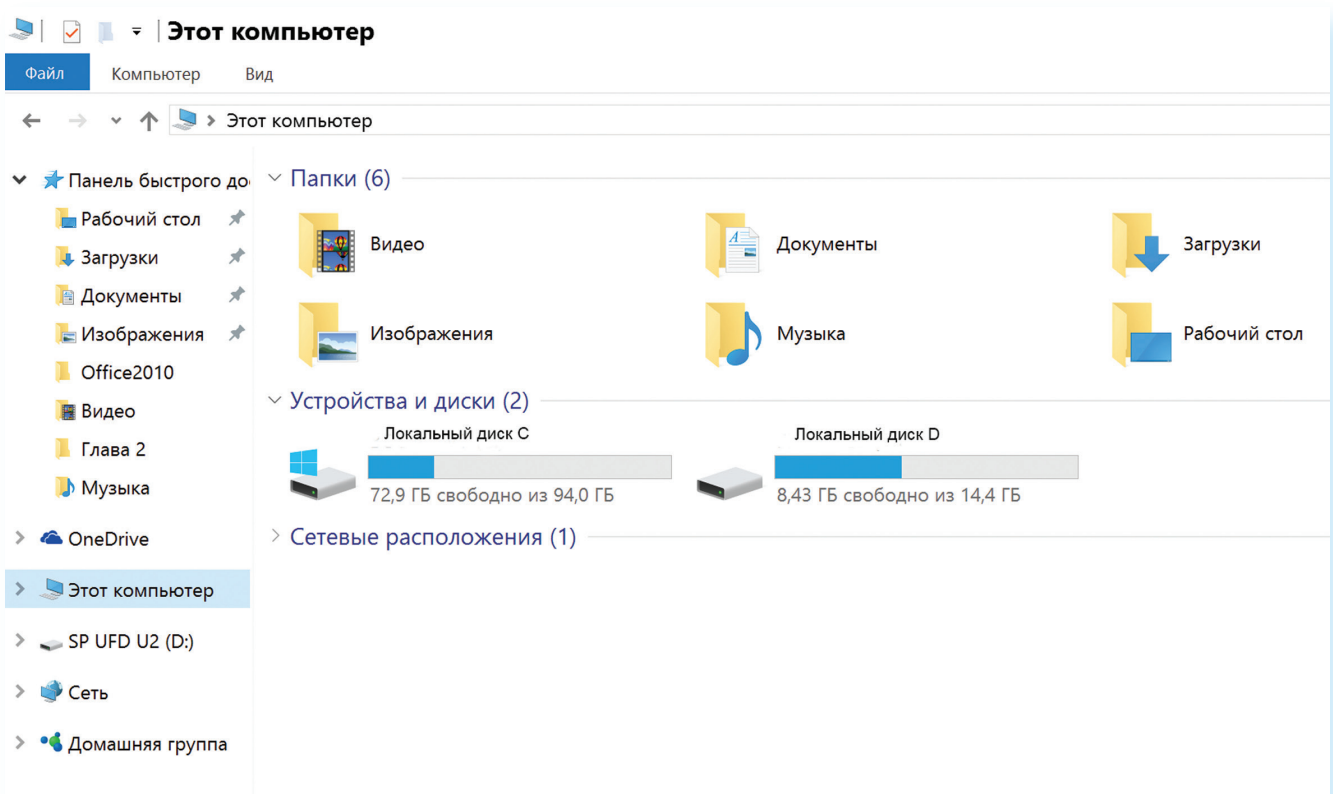 Этот компьютер
Файл Компьютер Вид
Этот компьютер
Панель быстрого до
Рабочий стол
Загрузки
Документы
Изображения
Office2010
Видео
Глава 2
Музыка
OneDrive
Этот компьютер
SP UFD U2 (D:)
Сеть
Домашняя группа
Папки (6)
Видео
Документы
Загрузки
Изображения
Музыка
Рабочий стол
Устройства и диски (2)
Локальный диск C
72,9 ГБ свободно из 94,0 ГБ
Локальный диск D
8,43 ГБ свободно из 14,4 ГБ
Сетевые расположения (1)